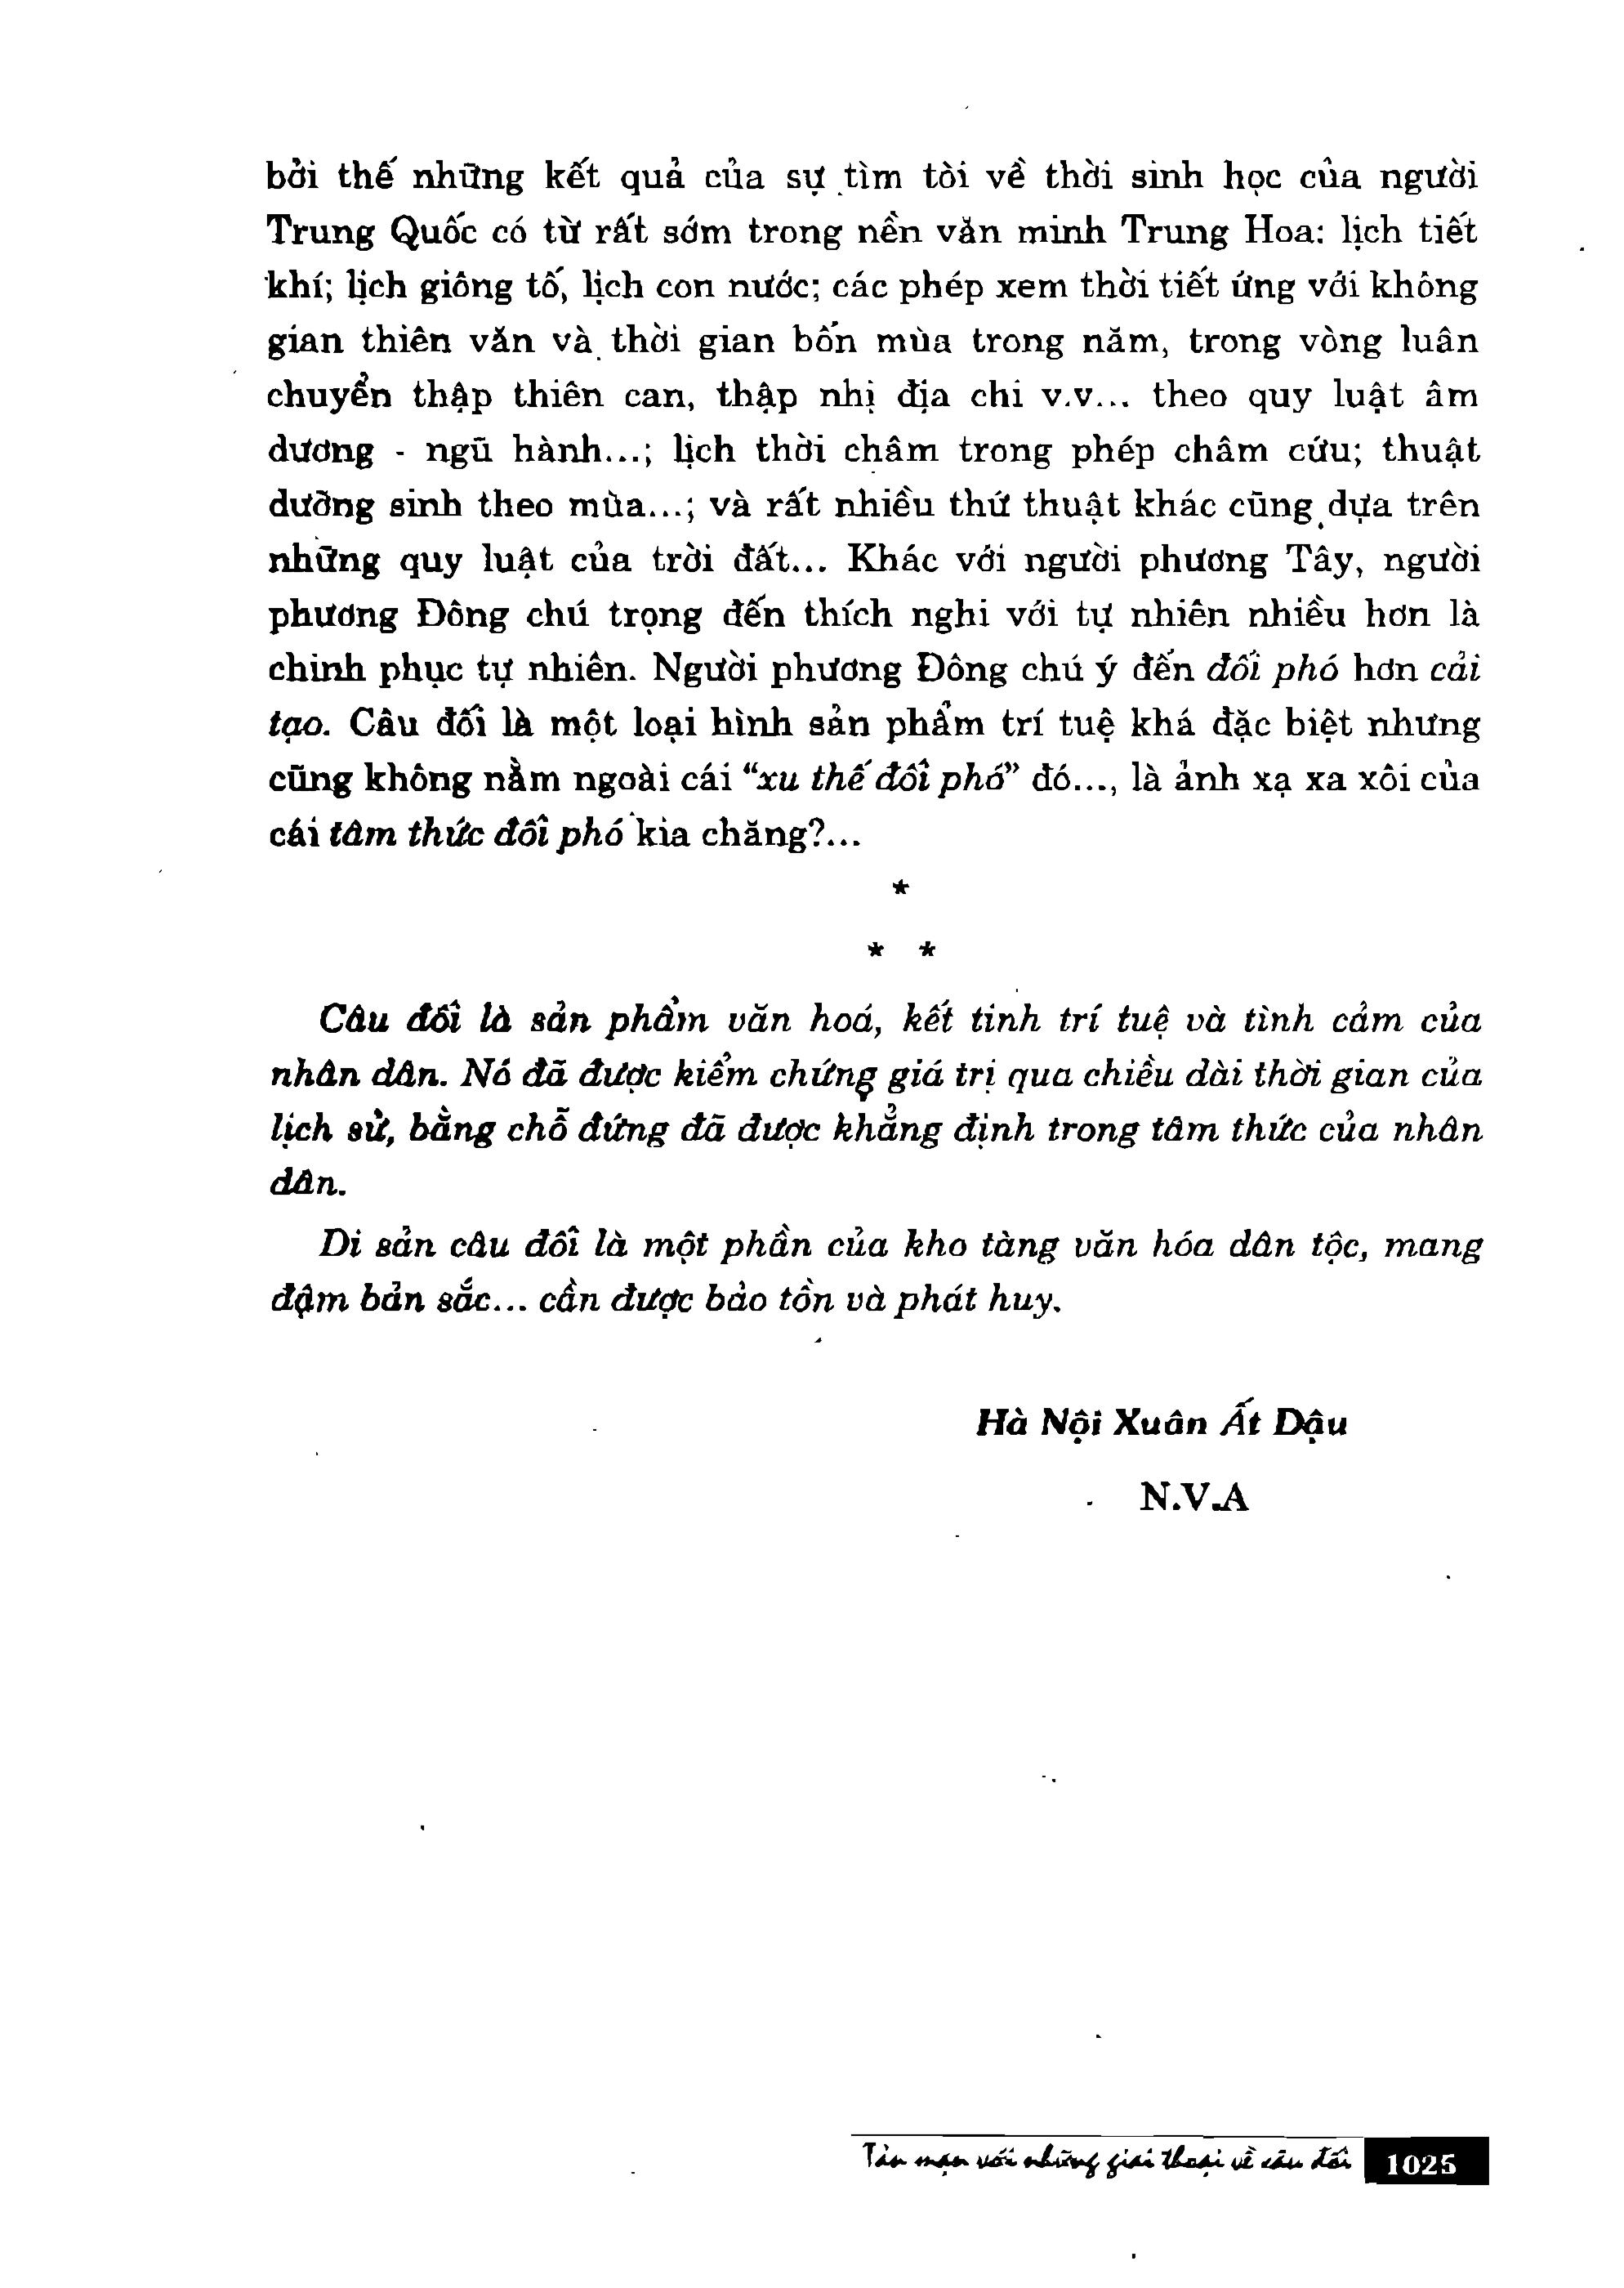 bởi thế những kết quả của sự tìm tòi về thời sinh học của người
Trung Quốc có từ rất sớm trong nền văn minh Trung Hoa: lịch tiết
khí; lịch giông tố, lịch con nước; các phép xem thời tiết ứng với không
gian thiên văn và thời gian bốn mùa trong năm, trong vòng luân
chuyển thập thiên can, thập nhị địa chi v.v... theo quy luật âm
dương - ngũ hành...; lịch thời châm trong phép châm cứu; thuật
dưỡng sinh theo mùa...; và rất nhiều thứ thuật khác cũng dựa trên
những quy luật của trời đất... Khác với người phương Tây, người
phương Đông chú trọng đến thích nghi với tự nhiên nhiều hơn là
chinh phục tự nhiên. Người phương Đông chú ý đến đối phó hơn cải
tạo. Câu đối là một loại hình sản phẩm trí tuệ khá đặc biệt nhưng
cũng không nằm ngoài cái “xu thế đối phó” đó..., là ảnh xạ xa xôi của
cái tâm thức đối phó kia chăng?...
*
* *
Câu đối là sản phẩm văn hoá, kết tinh trí tuệ và tình cảm của
nhân dân. Nó đã được kiểm chứng giá trị qua chiều dài thời gian của
lịch sử, bằng chỗ đứng đã được khẳng định trong tâm thức của nhân
dân.
Di sản câu đối là một phần của kho tàng văn hóa dân tộc, mang
đậm bản sắc... cần được bảo tồn và phát huy.
Hà Nội Xuân Ất Dậu
N.V.A
Tản mạn với những giai thoại về câu đối 1025